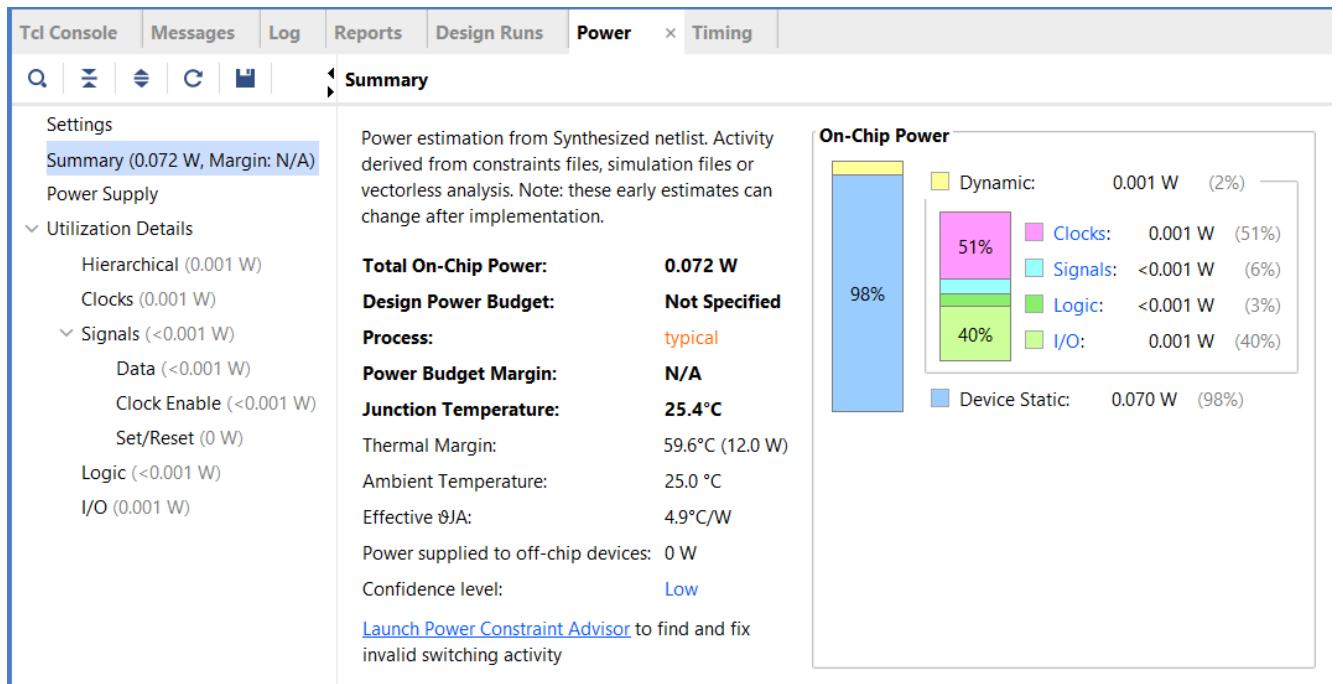 Tcl Console Messages Log Reports Design Runs Power × Timing
Summary
Settings
Summary (0.072 W, Margin: N/A)
Power Supply
Utilization Details
Hierarchical (0.001 W)
Clocks (0.001 W)
Signals (<0.001 W)
Data (<0.001 W)
Clock Enable (<0.001 W)
Set/Reset (0 W)
Logic (<0.001 W)
I/O (0.001 W)
Power estimation from Synthesized netlist. Activity
derived from constraints files, simulation files or
vectorless analysis. Note: these early estimates can
change after implementation.
Total On-Chip Power: 0.072 W
Design Power Budget: Not Specified
Process: typical
Power Budget Margin: N/A
Junction Temperature: 25.4°C
Thermal Margin: 59.6°C (12.0 W)
Ambient Temperature: 25.0 °C
Effective ϑJA: 4.9°C/W
Power supplied to off-chip devices: 0 W
Confidence level: Low
Launch Power Constraint Advisor to find and fix
invalid switching activity
On-Chip Power
98%
Dynamic: 0.001 W (2%)
51%
40%
Clocks: 0.001 W (51%)
Signals: <0.001 W (6%)
Logic: <0.001 W (3%)
I/O: 0.001 W (40%)
Device Static: 0.070 W (98%)